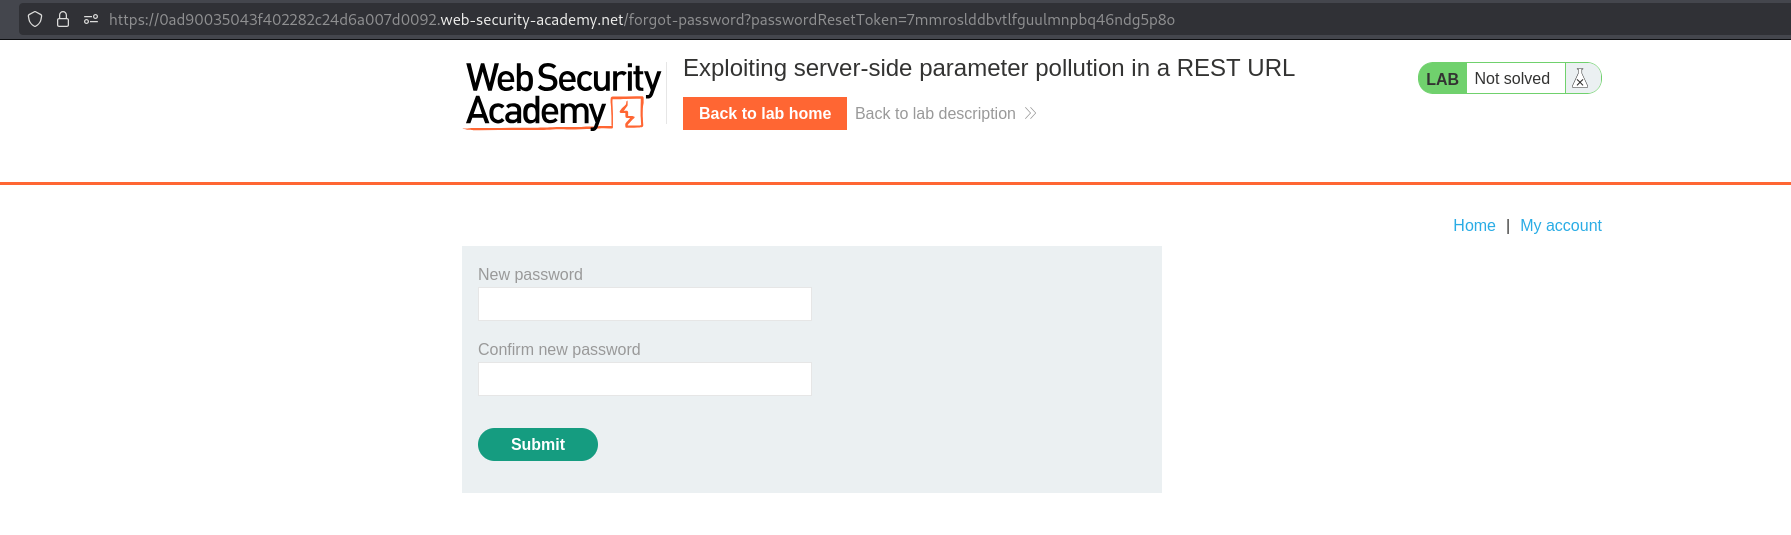 https://0ad90035043f402282c24d6a007d0092.web-security-academy.net/forgot-password?passwordResetToken=7mmroslddbvtlfguulmnpbq46ndg5p8o
Web Security
Academy
Exploiting server-side parameter pollution in a REST URL
Back to lab home
Back to lab description
LAB
Not solved
Home | My account
New password
Confirm new password
Submit